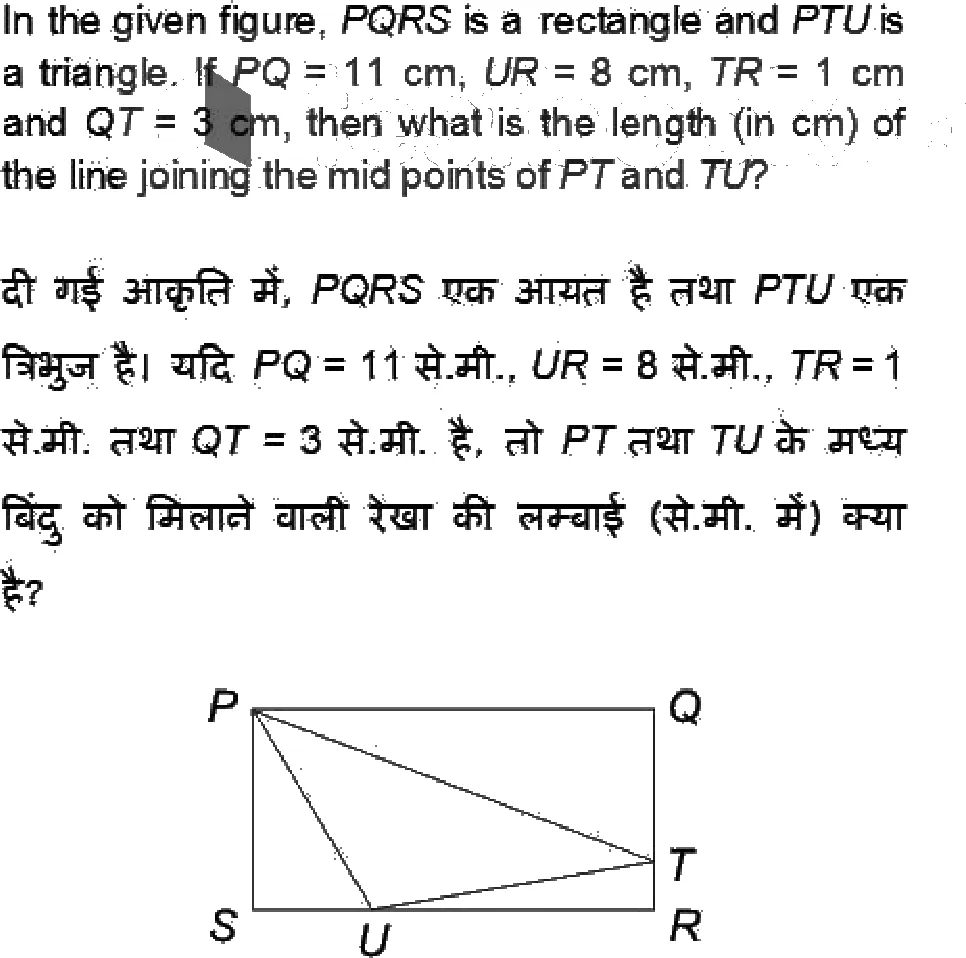 In the given figure, PQRS is a rectangle and PTU is
a triangle. If PQ = 11 cm, UR = 8 cm, TR = 1 cm
and QT = 3 cm, then what is the length (in cm) of
the line joining the mid points of PT and TU?
दी गई आकृति में, PQRS एक आयत है तथा PTU एक
त्रिभुज है। यदि PQ = 11 से.मी., UR = 8 से.मी., TR = 1
से.मी. तथा QT = 3 से.मी. है, तो PT तथा TU के मध्य
बिंदु को मिलाने वाली रेखा की लम्बाई (से.मी. में) क्या
है?
P Q
T
S U R